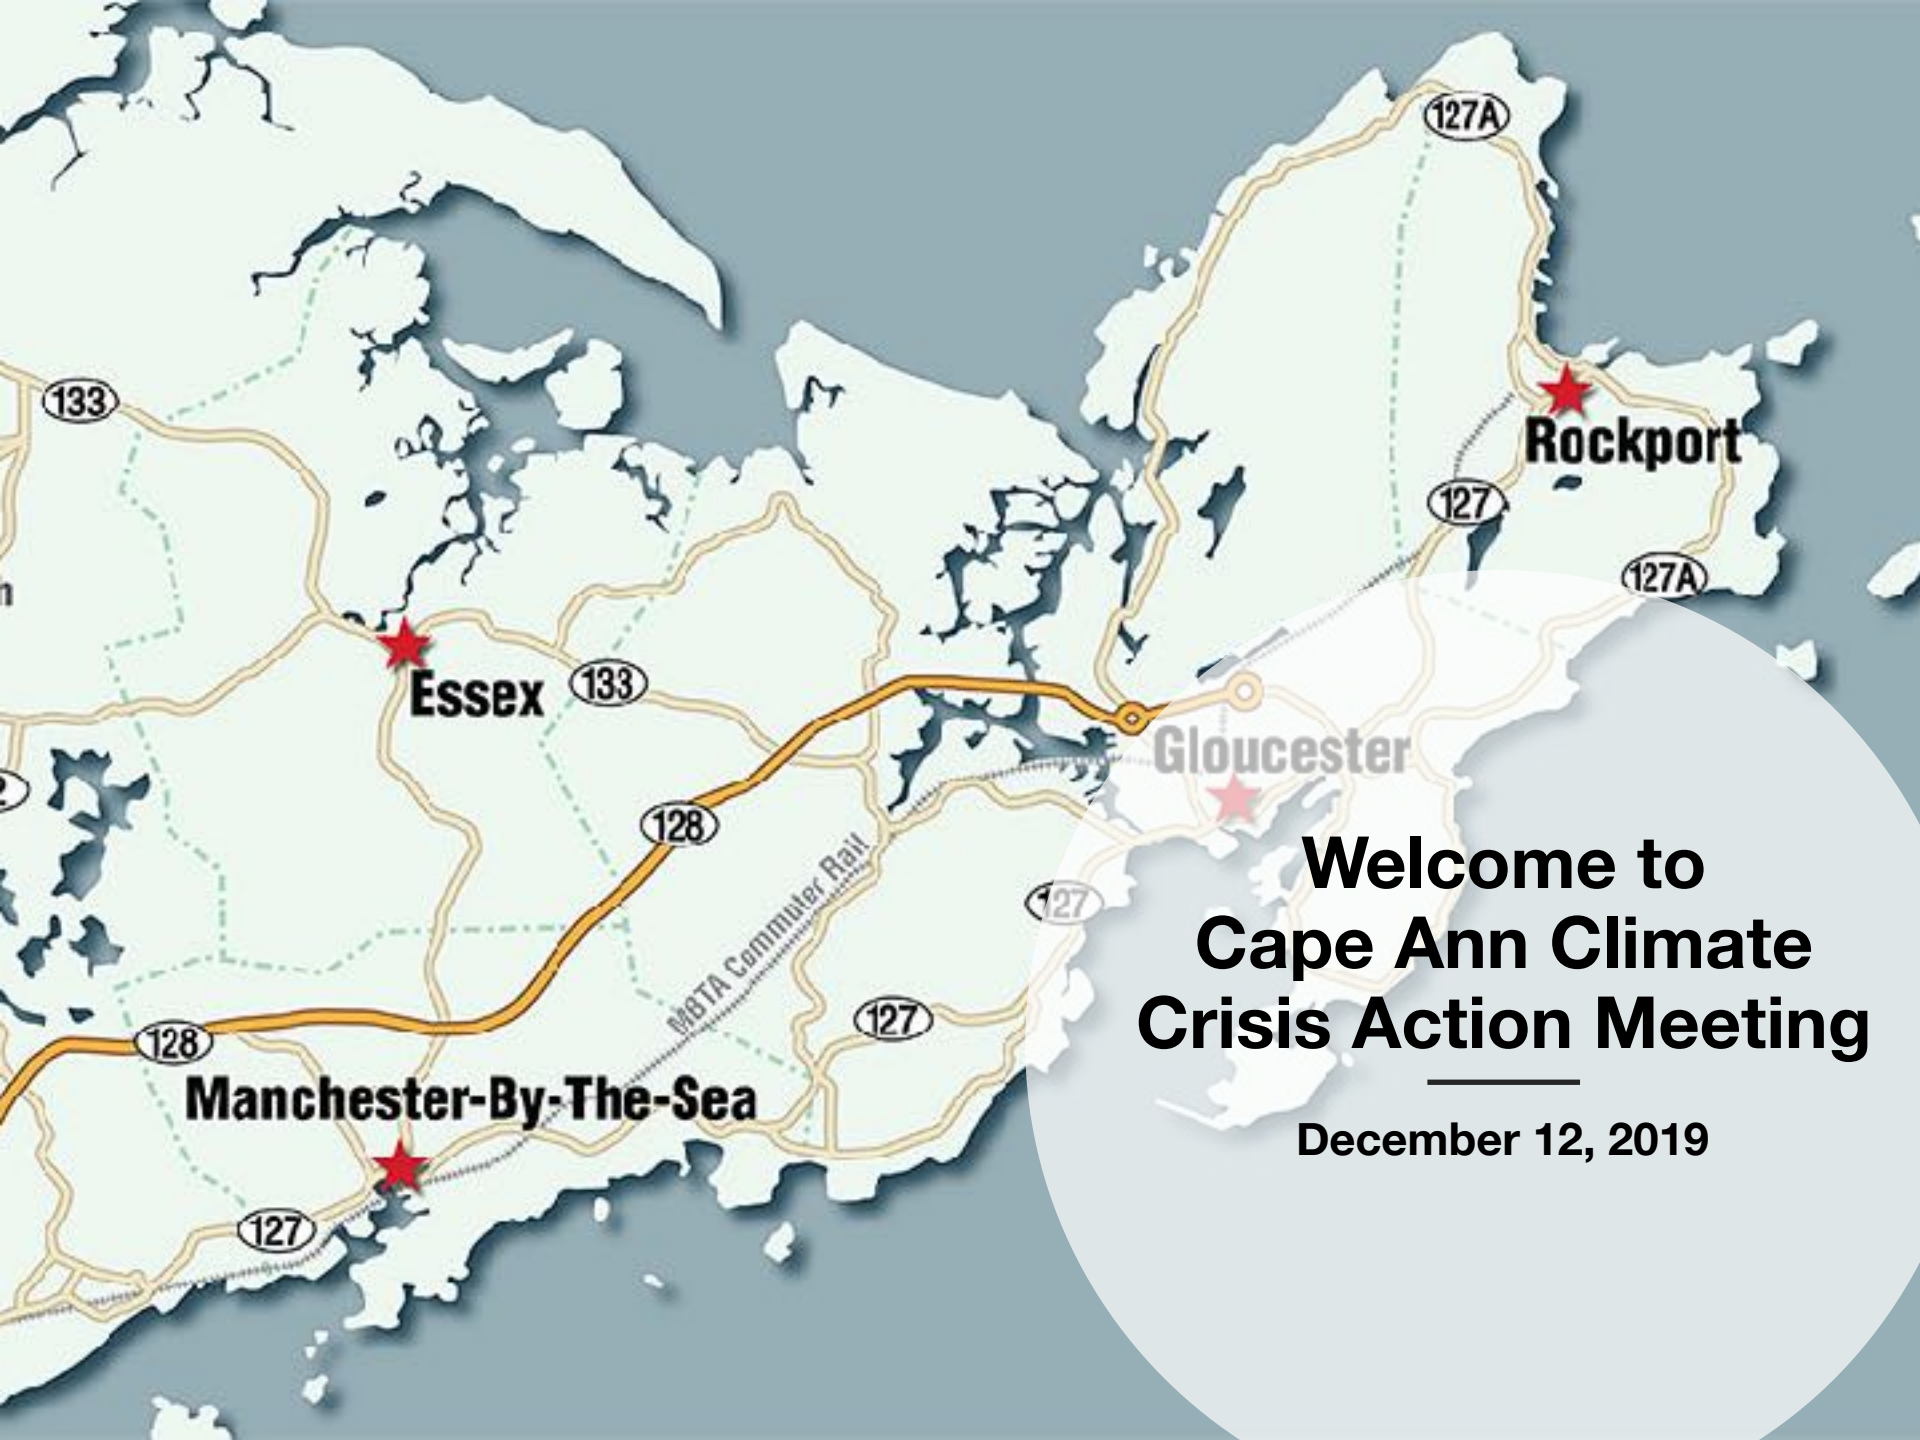 127A
133
Rockport
127
127A
Essex
133
Gloucester
128
MBTA Commuter Rail
127
Welcome to
Cape Ann Climate
Crisis Action Meeting
127
128
Manchester-By-The-Sea
December 12, 2019
127